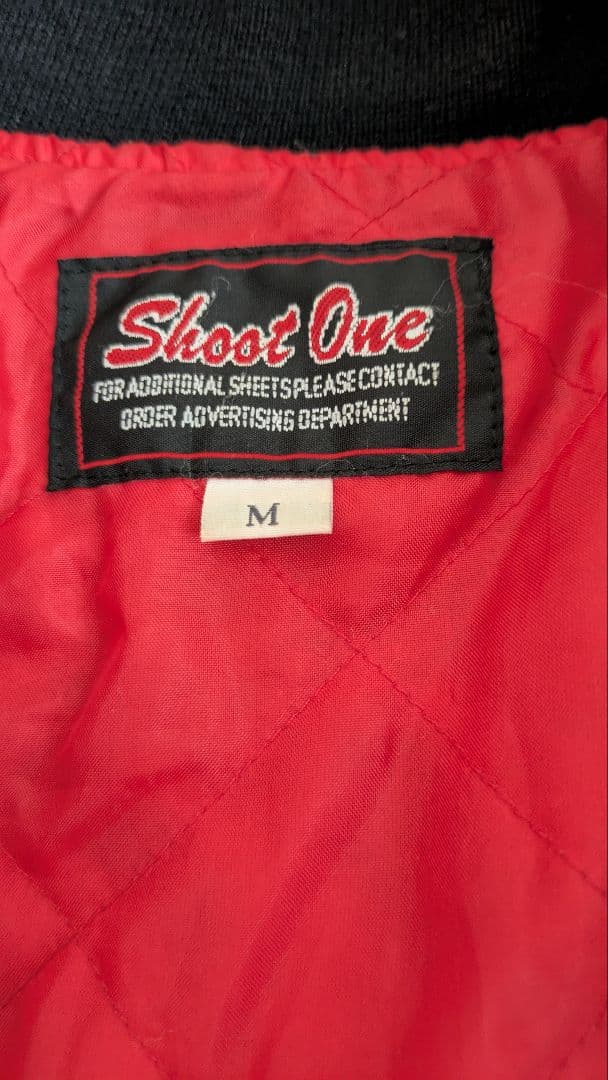 Shoot One
FOR ADDITIONAL SHEETS PLEASE CONTACT
ORDER ADVERTISING DEPARTMENT
M